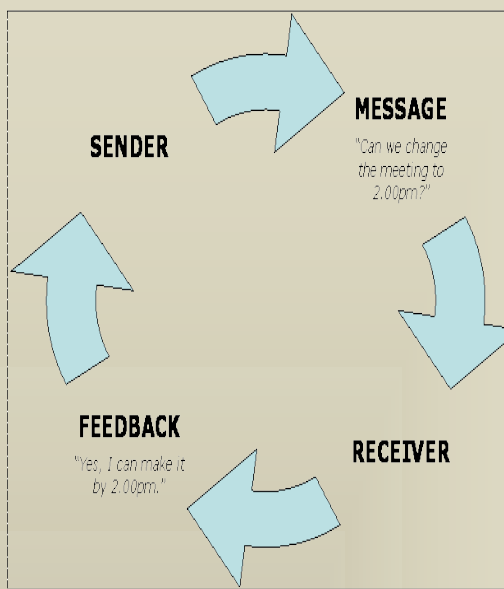 SENDER
MESSAGE
"Can we change
the meeting to
2.00pm?"
RECEIVER
FEEDBACK
"Yes, I can make it
by 2.00pm."